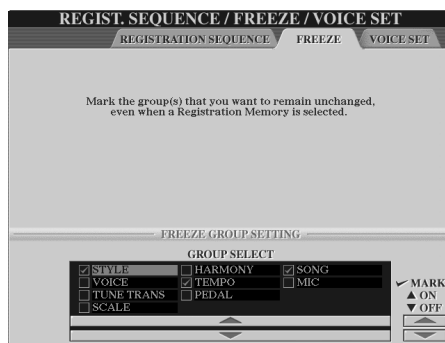 REGIST. SEQUENCE / FREEZE / VOICE SET
REGISTRATION SEQUENCE FREEZE VOICE SET
Mark the group(s) that you want to remain unchanged,
even when a Registration Memory is selected.
FREEZE GROUP SETTING
GROUP SELECT
STYLE HARMONY SONG
VOICE TEMPO MIC
TUNE TRANS PEDAL
SCALE
MARK
ON
OFF